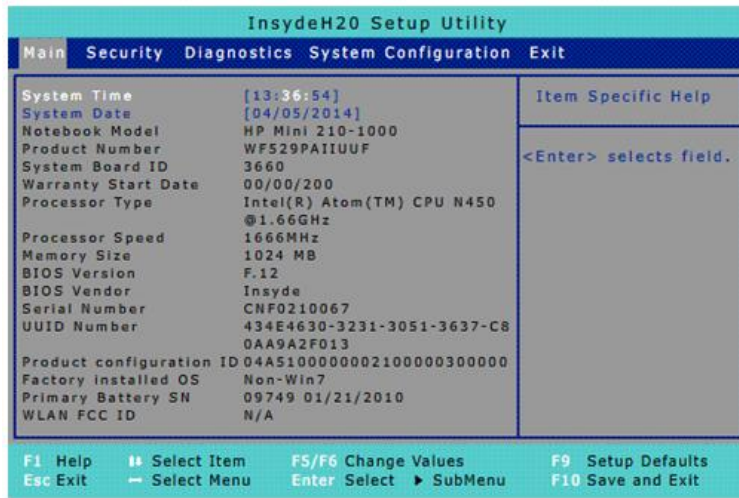 InsydeH20 Setup Utility
Main Security Diagnostics System Configuration Exit
System Time [13:36:54]
System Date [04/05/2014]
Notebook Model HP Mini 210-1000
Product Number WF529PAIIUUF
System Board ID 3660
Warranty Start Date 00/00/200
Processor Type Intel(R) Atom(TM) CPU N450
@1.66GHz
Processor Speed 1666MHz
Memory Size 1024 MB
BIOS Version F.12
BIOS Vendor Insyde
Serial Number CNF0210067
UUID Number 434E4630-3231-3051-3637-C8
0AA9A2F013
Product configuration ID 04A5100000002100000300000
Factory installed OS Non-Win7
Primary Battery SN 09749 01/21/2010
WLAN FCC ID N/A
Item Specific Help
<Enter> selects field.
F1 Help Select Item F5/F6 Change Values F9 Setup Defaults
Esc Exit Select Menu Enter Select SubMenu F10 Save and Exit